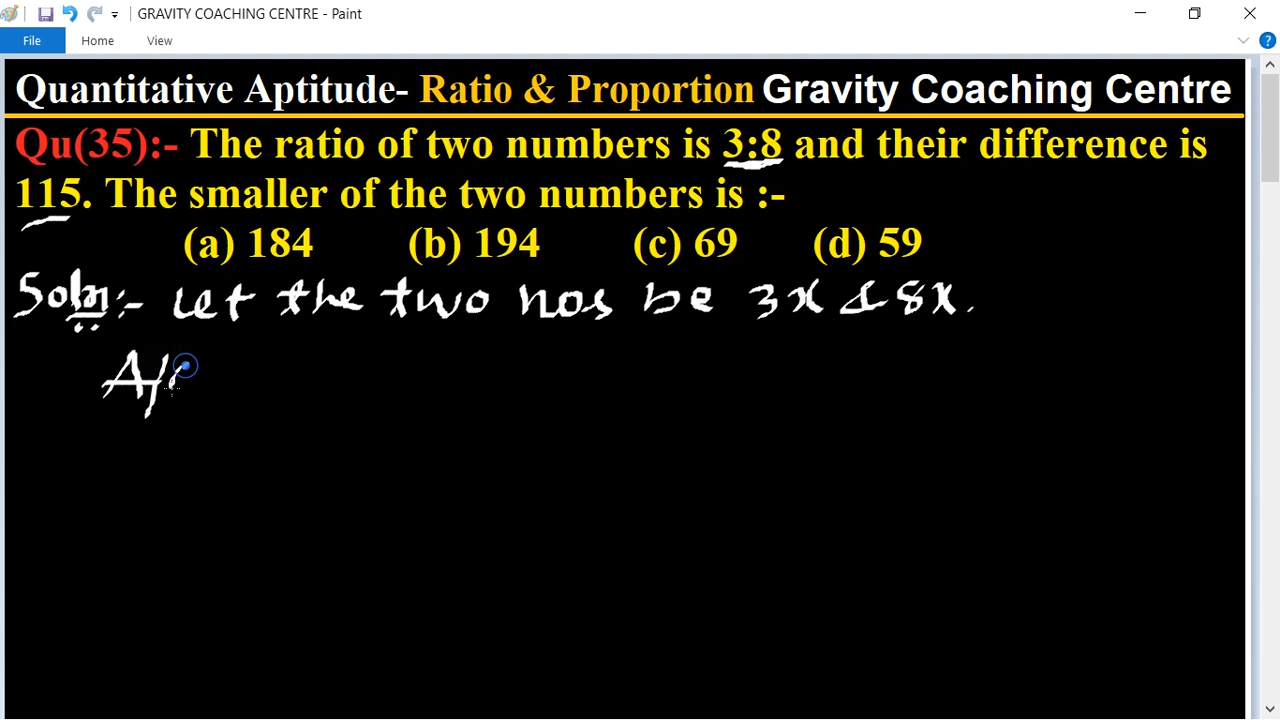 GRAVITY COACHING CENTRE - Paint
File Home View
Quantitative Aptitude- Ratio & Proportion Gravity Coaching Centre
Qu(35):- The ratio of two numbers is 3:8 and their difference is
115. The smaller of the two numbers is :-
(a) 184 (b) 194 (c) 69 (d) 59
Soln:- Let the two nos be 3x & 8x.
A/